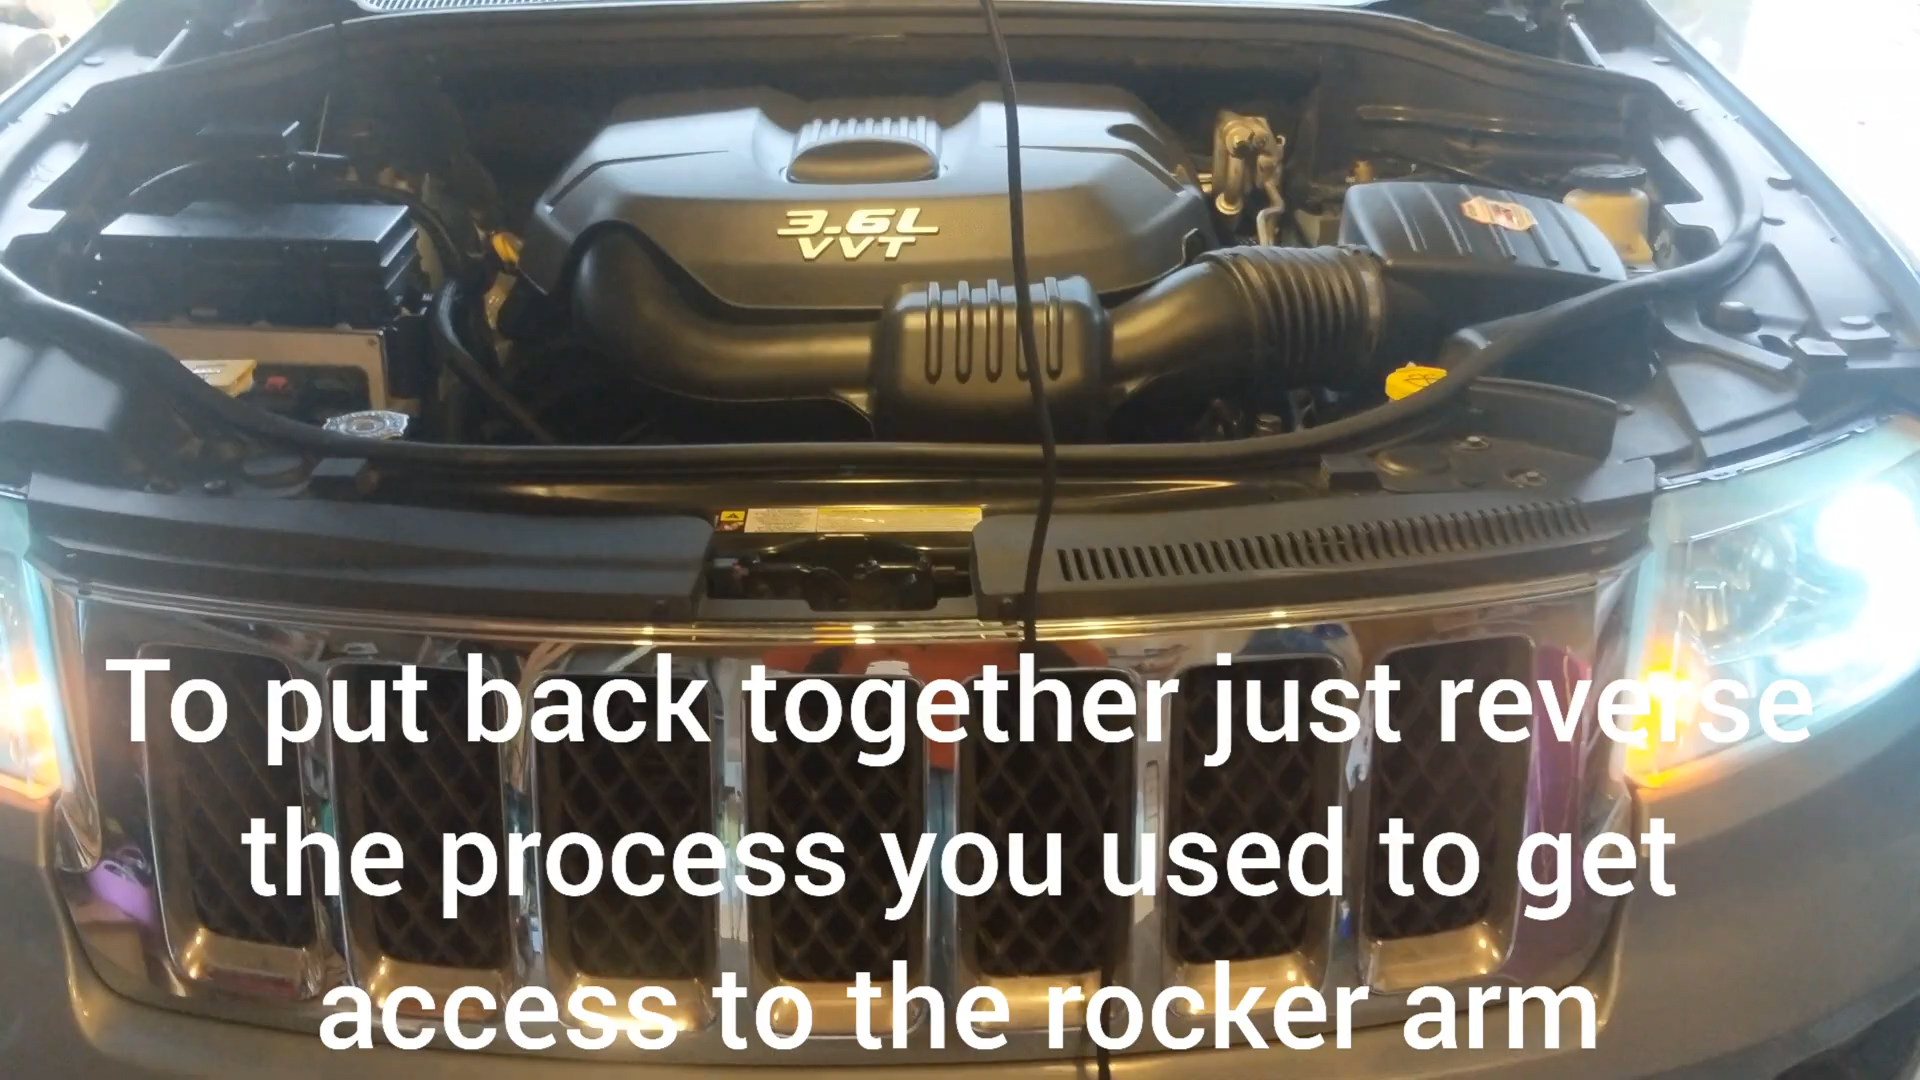 3.6L
VVT
To put back together just reverse
the process you used to get
access to the rocker arm